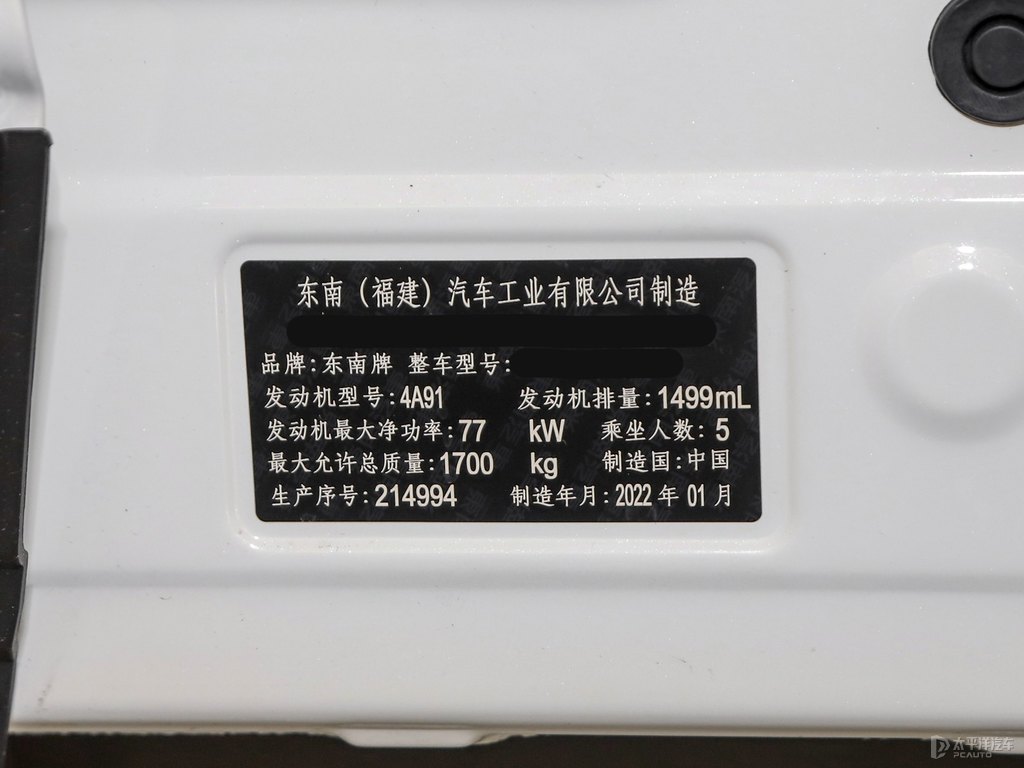 东南（福建）汽车工业有限公司制造
品牌:东南牌 整车型号:
发动机型号:4A91 发动机排量:1499mL
发动机最大净功率:77 kW 乘坐人数:5
最大允许总质量:1700 kg 制造国:中国
生产序号:214994 制造年月:2022年01月
太平洋汽车
PCAUTO